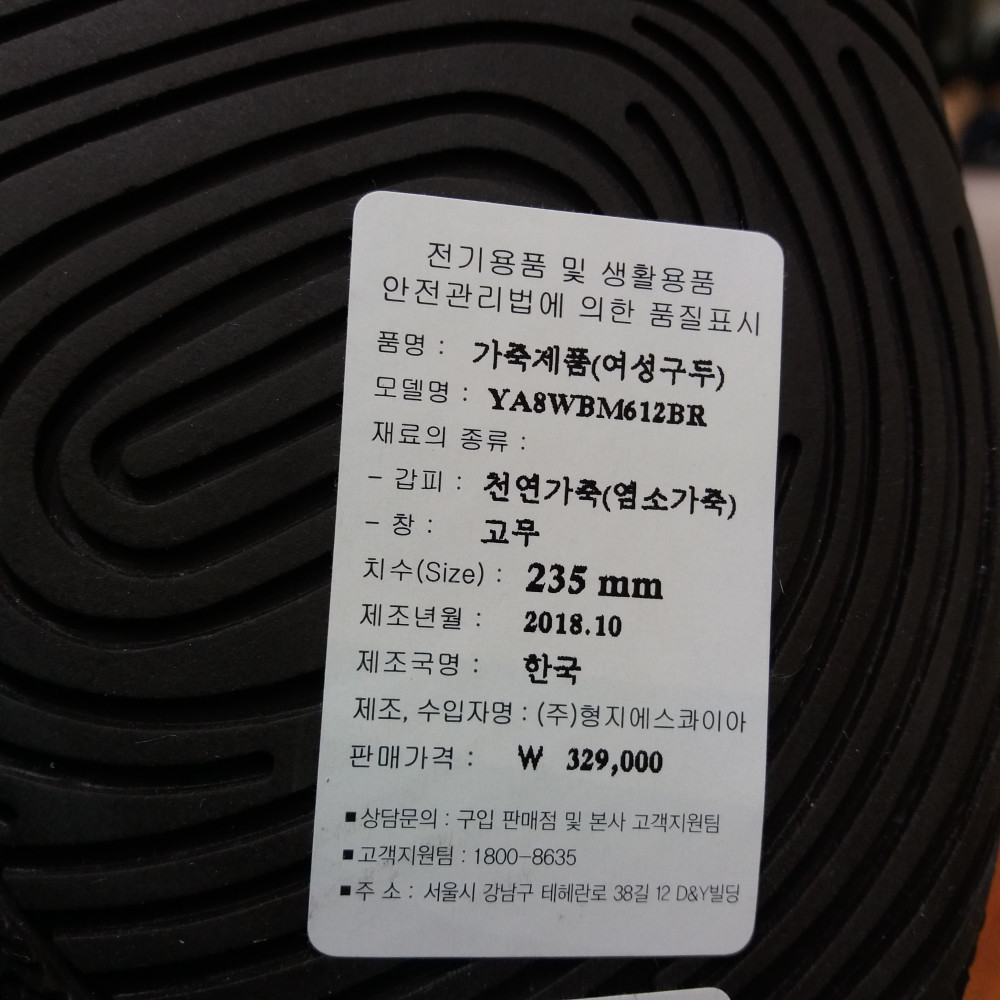 전기용품 및 생활용품
안전관리법에 의한 품질표시
품명 : 가죽제품(여성구두)
모델명 : YA8WBM612BR
재료의 종류 :
- 갑피 : 천연가죽(염소가죽)
- 창 : 고무
치수(Size) : 235 mm
제조년월 : 2018.10
제조국명 : 한국
제조, 수입자명 : (주)형지에스콰이아
판매가격 : ₩ 329,000
■ 상담문의 : 구입 판매점 및 본사 고객지원팀
■ 고객지원팀 : 1800-8635
■ 주 소 : 서울시 강남구 테헤란로 38길 12 D&Y빌딩